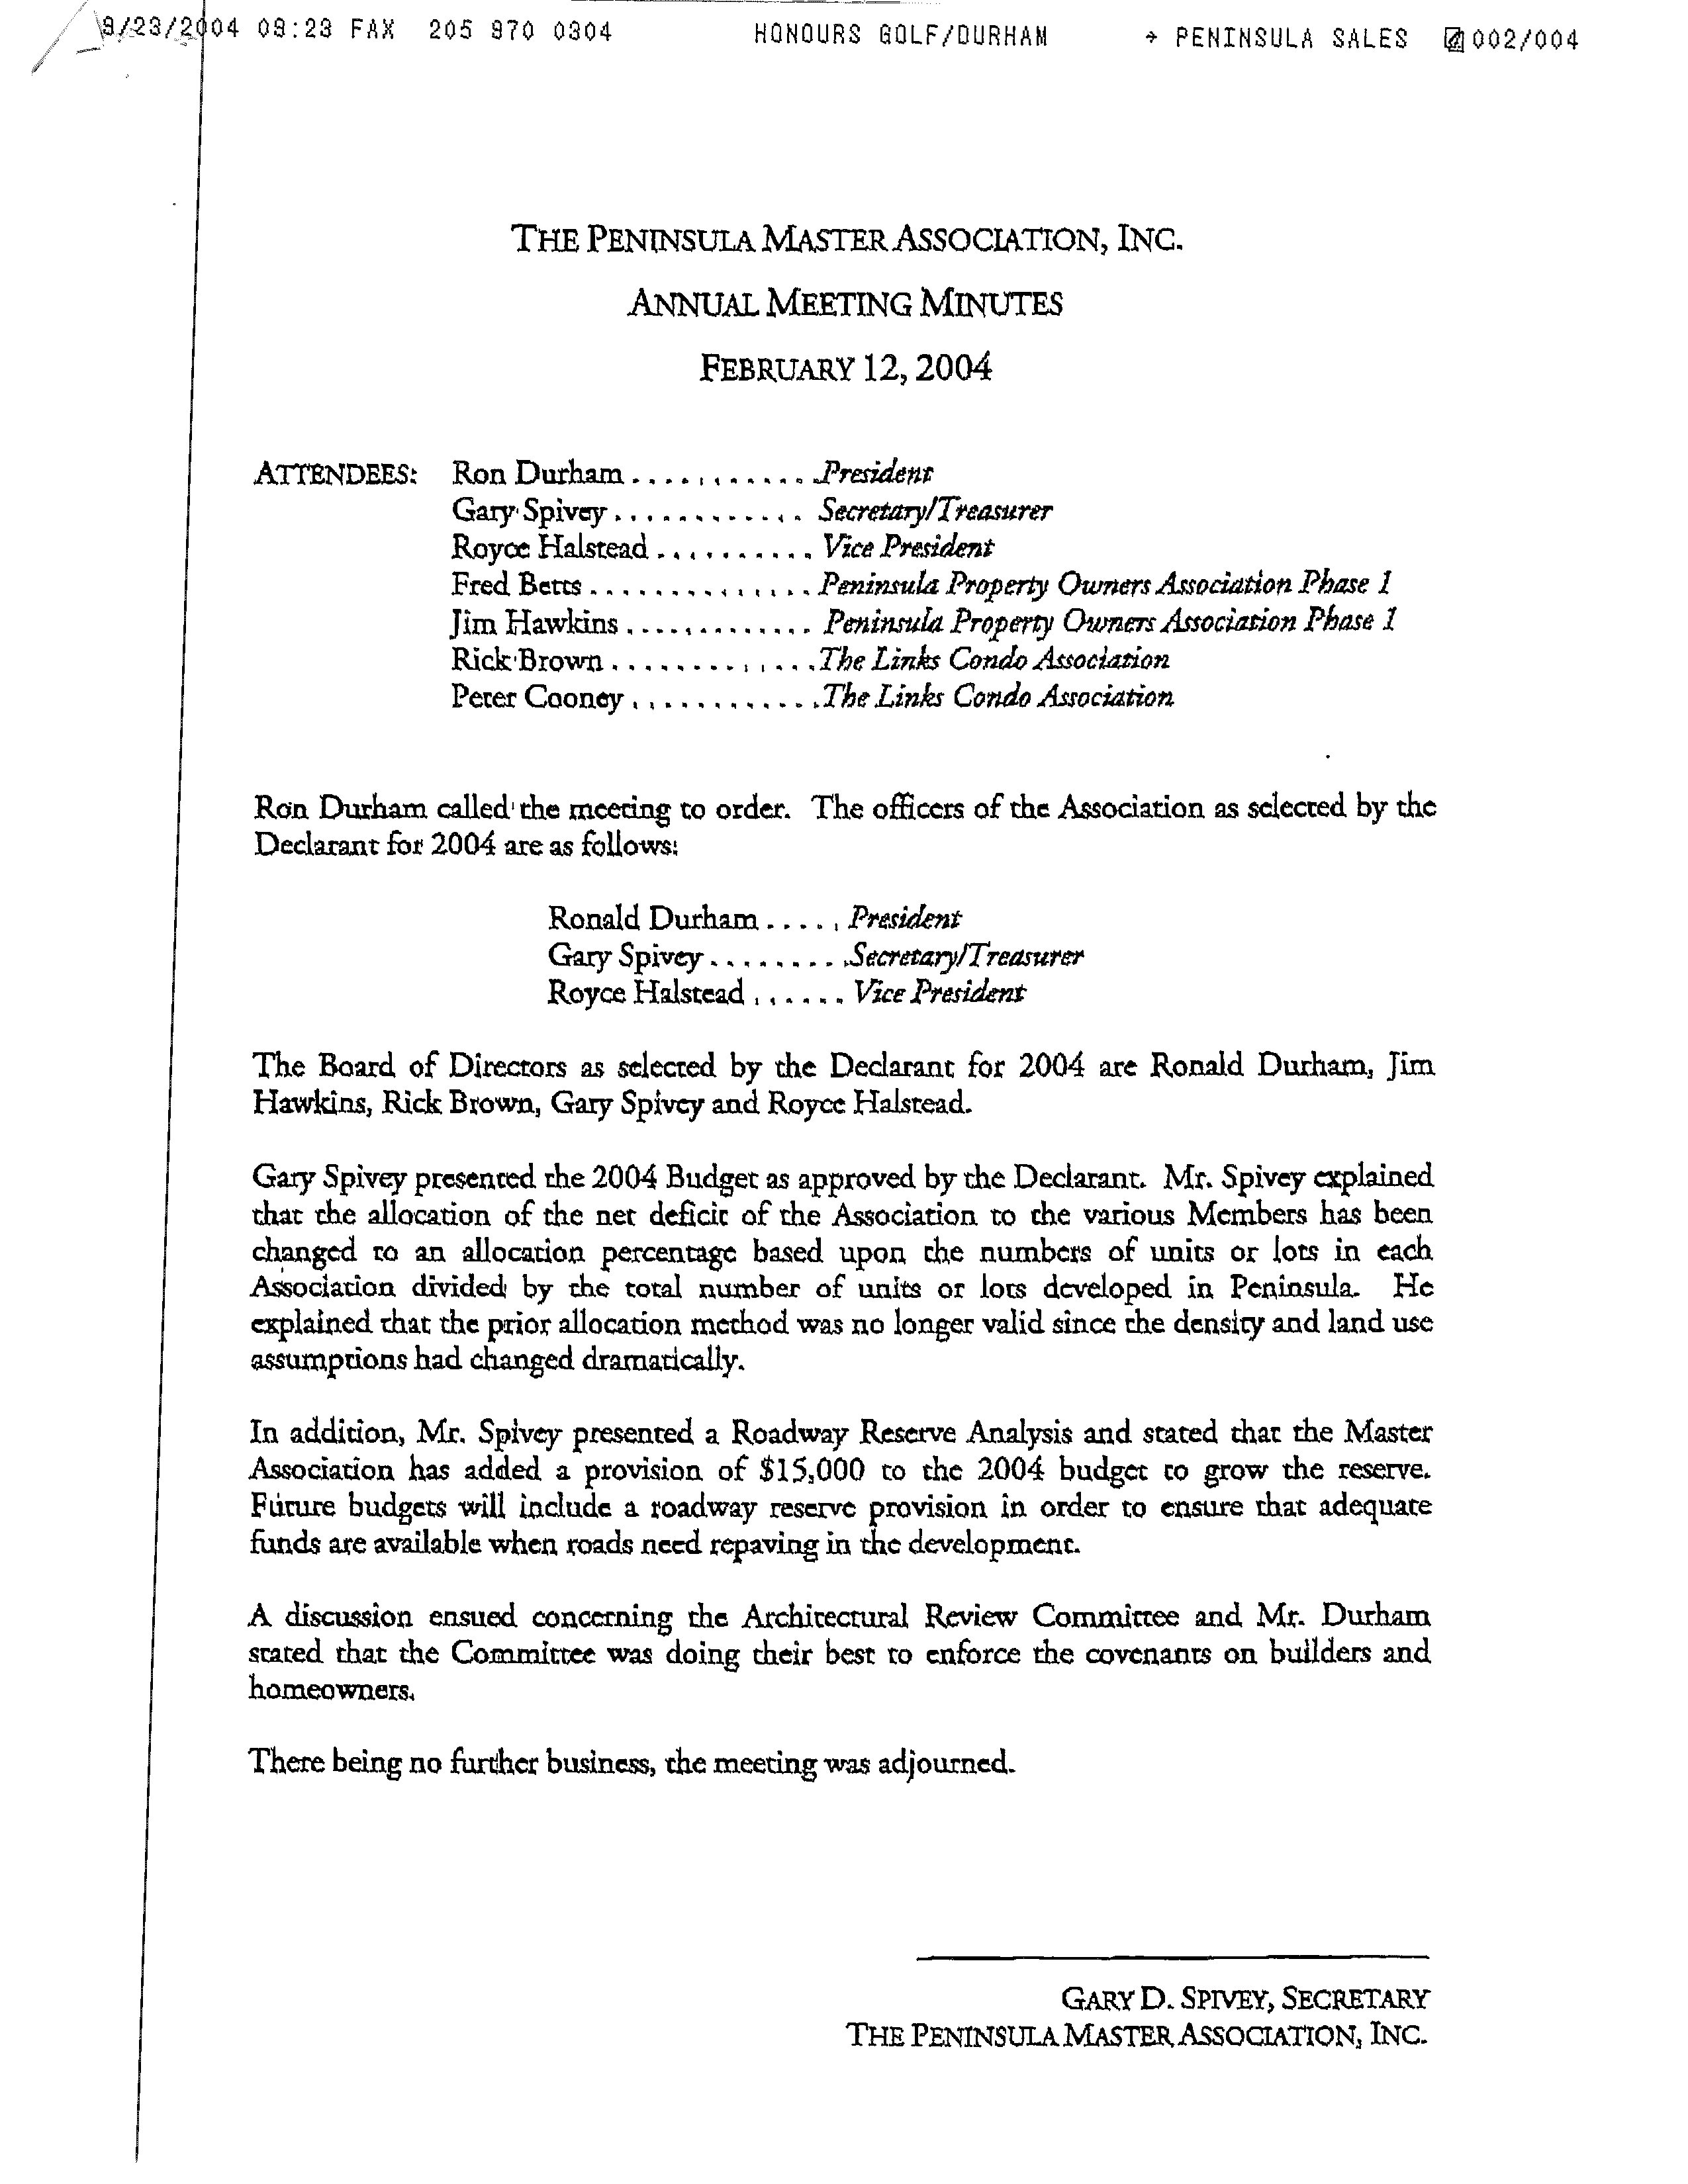 9/23/2004 09:23 FAX 205 970 0304 HONOURS GOLF/DURHAM → PENINSULA SALES 002/004
THE PENINSULA MASTER ASSOCIATION, INC.
ANNUAL MEETING MINUTES
FEBRUARY 12, 2004
ATTENDEES: Ron Durham ............ President
Gary Spivey ............ Secretary/Treasurer
Royce Halstead .......... Vice President
Fred Betts .............. Peninsula Property Owners Association Phase 1
Jim Hawkins ............. Peninsula Property Owners Association Phase 1
Rick Brown ............. The Links Condo Association
Peter Cooney ............ The Links Condo Association
Ron Durham called the meeting to order. The officers of the Association as selected by the
Declarant for 2004 are as follows:
Ronald Durham ..... President
Gary Spivey ......... Secretary/Treasurer
Royce Halstead ...... Vice President
The Board of Directors as selected by the Declarant for 2004 are Ronald Durham, Jim
Hawkins, Rick Brown, Gary Spivey and Royce Halstead.
Gary Spivey presented the 2004 Budget as approved by the Declarant. Mr. Spivey explained
that the allocation of the net deficit of the Association to the various Members has been
changed to an allocation percentage based upon the numbers of units or lots in each
Association divided by the total number of units or lots developed in Peninsula. He
explained that the prior allocation method was no longer valid since the density and land use
assumptions had changed dramatically.
In addition, Mr. Spivey presented a Roadway Reserve Analysis and stated that the Master
Association has added a provision of $15,000 to the 2004 budget to grow the reserve.
Future budgets will include a roadway reserve provision in order to ensure that adequate
funds are available when roads need repaving in the development.
A discussion ensued concerning the Architectural Review Committee and Mr. Durham
stated that the Committee was doing their best to enforce the covenants on builders and
homeowners.
There being no further business, the meeting was adjourned.
GARY D. SPIVEY, SECRETARY
THE PENINSULA MASTER ASSOCIATION, INC.